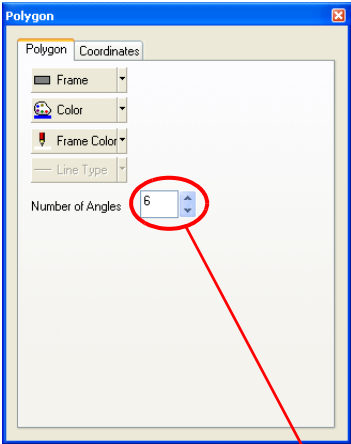 Polygon
Polygon Coordinates
Frame
Color
Frame Color
Line Type
Number of Angles 6